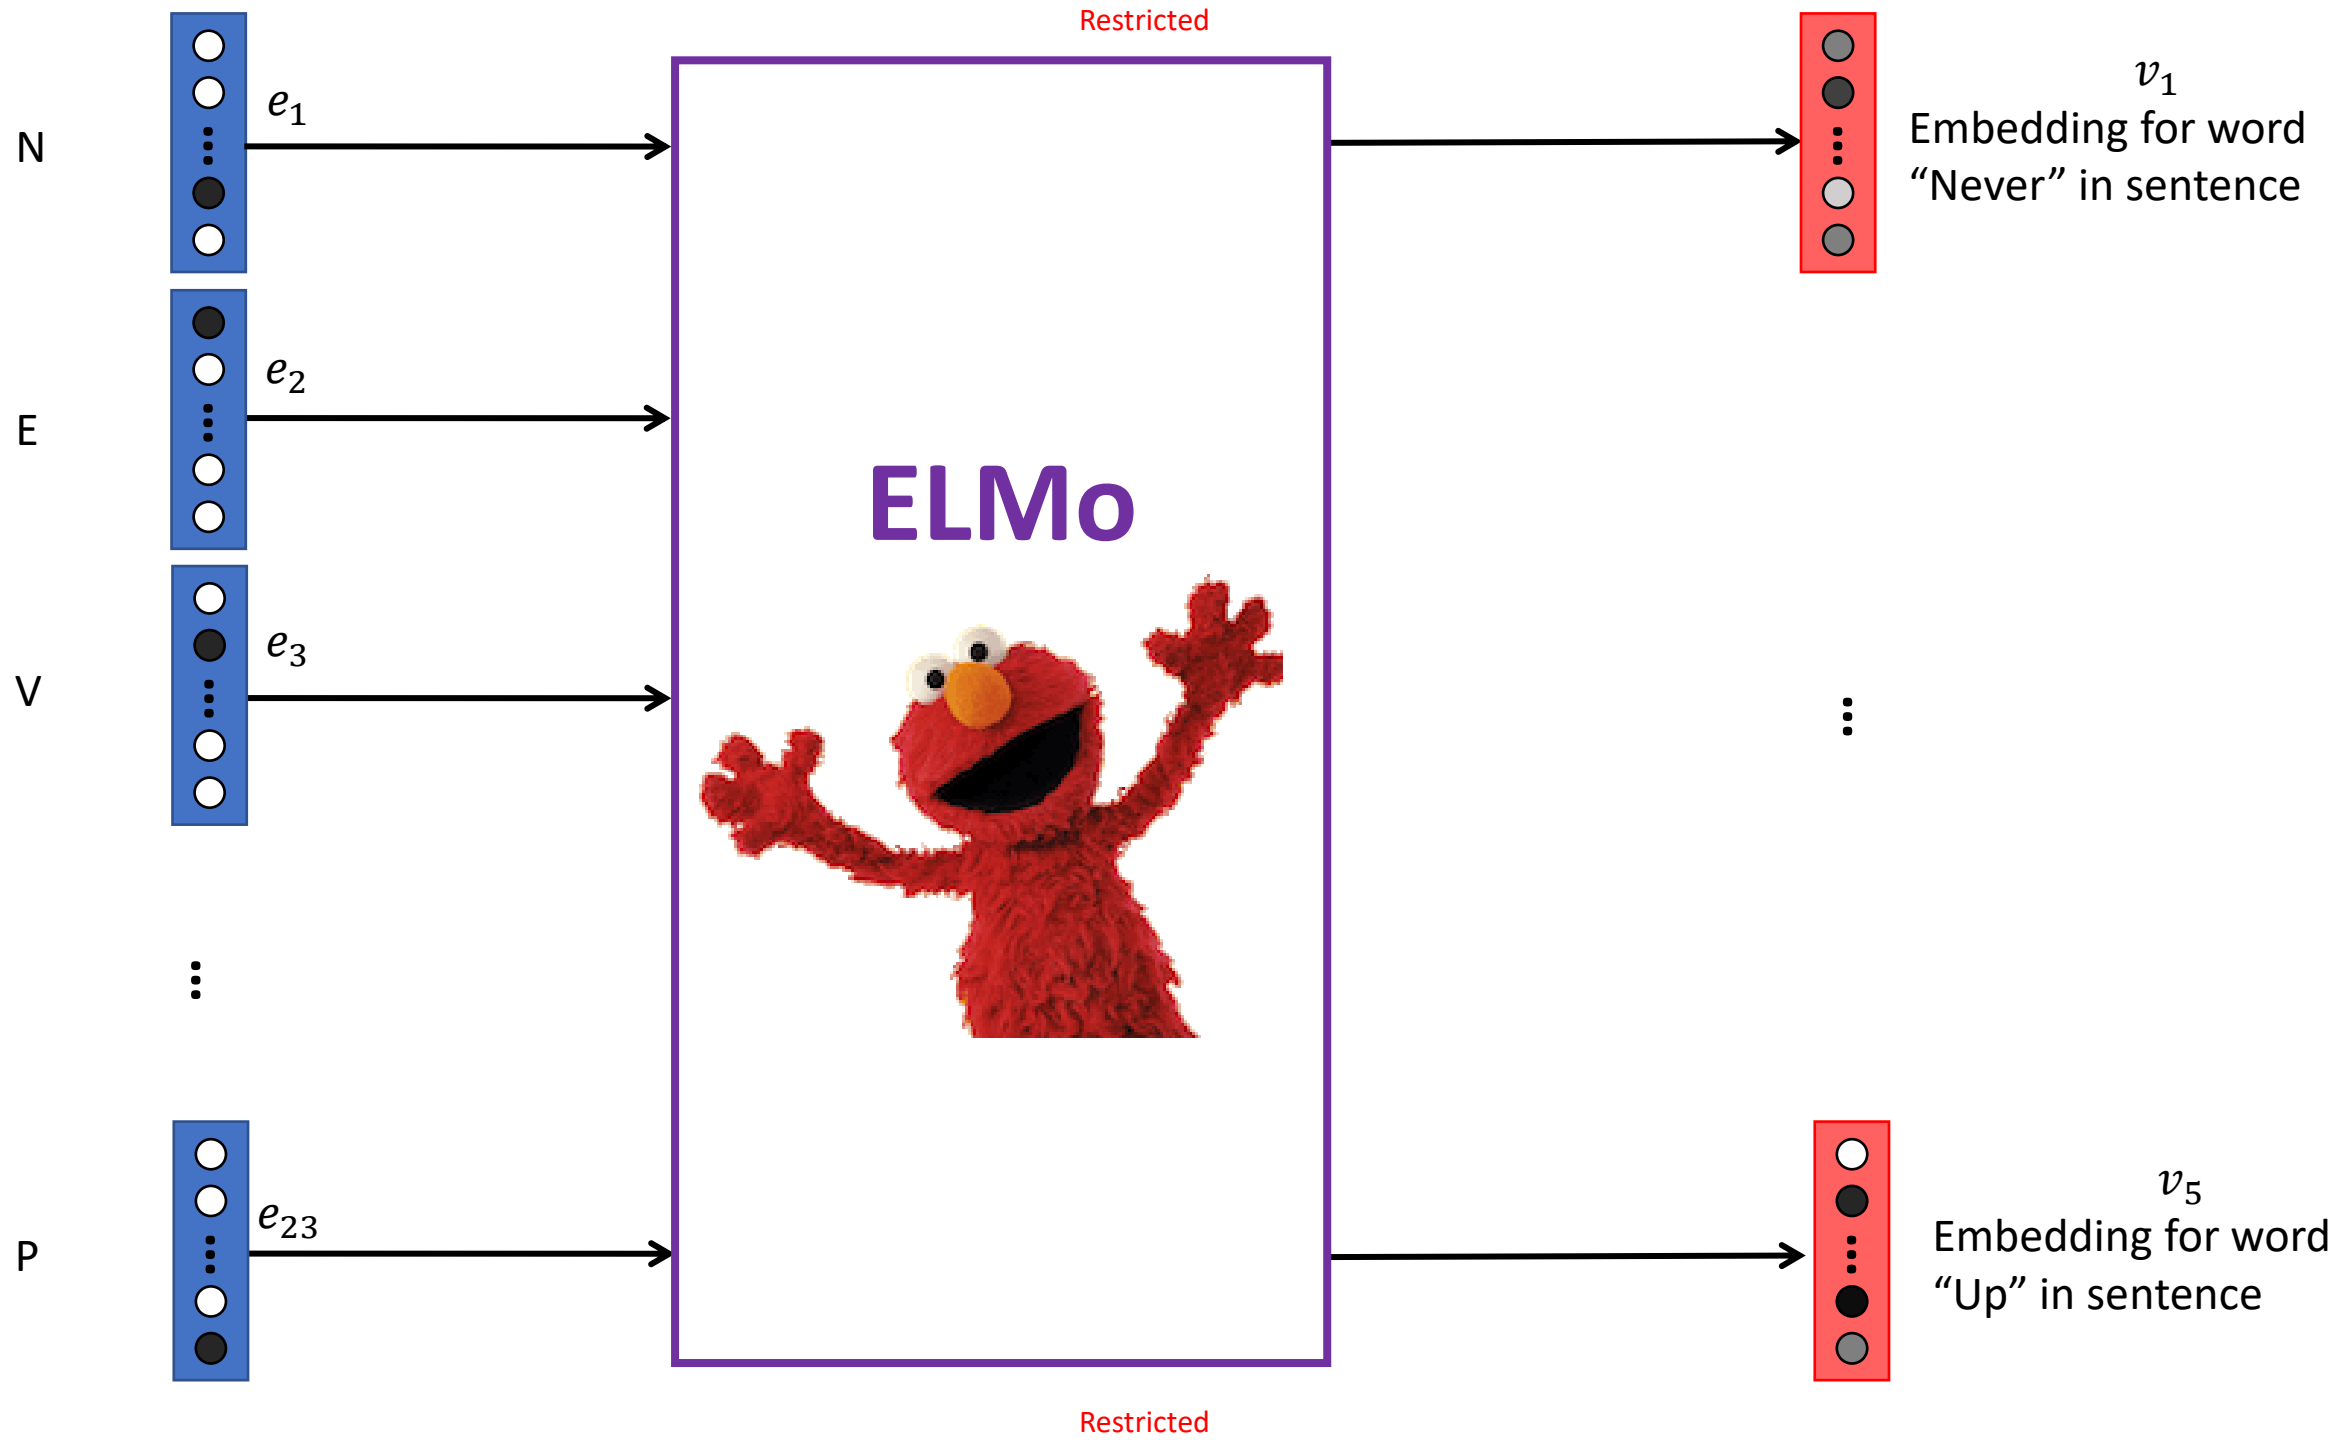 Restricted
N
e₁
v₁
Embedding for word
“Never” in sentence
E
e₂
ELMo
V
e₃
P
e₂₃
v₅
Embedding for word
“Up” in sentence
Restricted